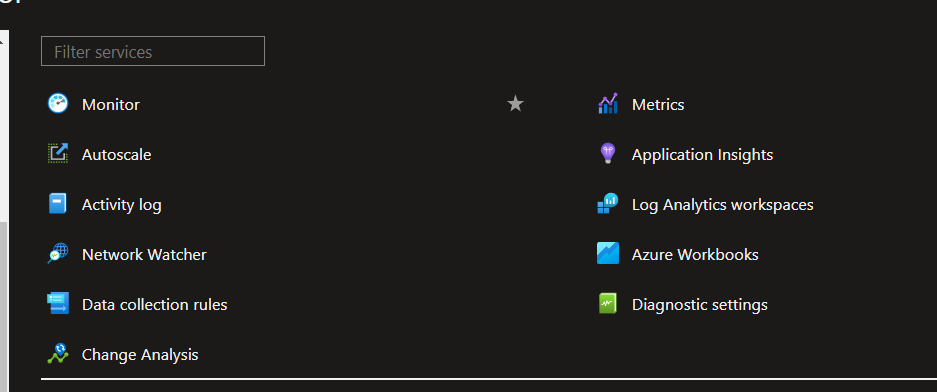 Filter services
Monitor
Metrics
Autoscale
Application Insights
Activity log
Log Analytics workspaces
Network Watcher
Azure Workbooks
Data collection rules
Diagnostic settings
Change Analysis